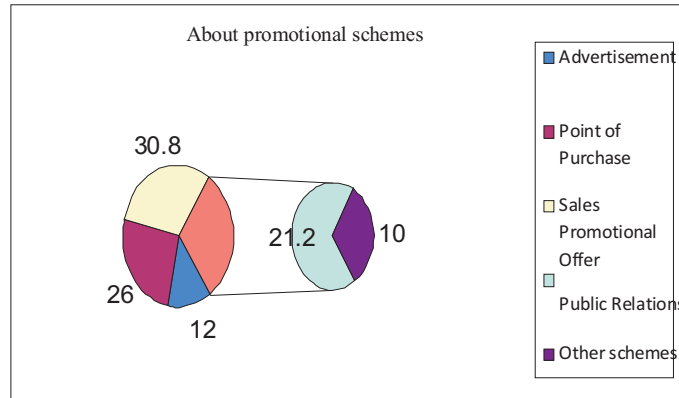 About promotional schemes
30.8
21.2
10
26
12
Advertisement
Point of
Purchase
Sales
Promotional
Offer
Public Relations
Other schemes